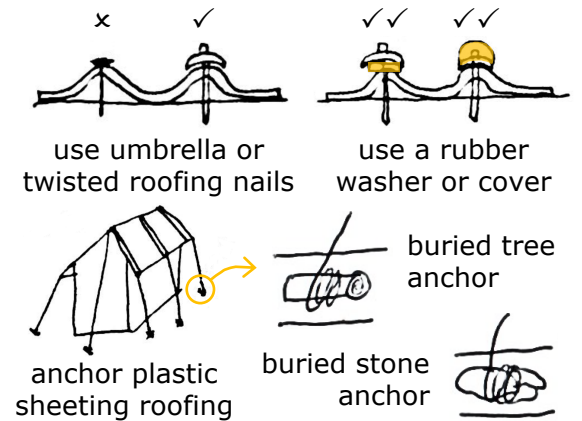 use umbrella or
twisted roofing nails
use a rubber
washer or cover
buried tree
anchor
anchor plastic
sheeting roofing
buried stone
anchor